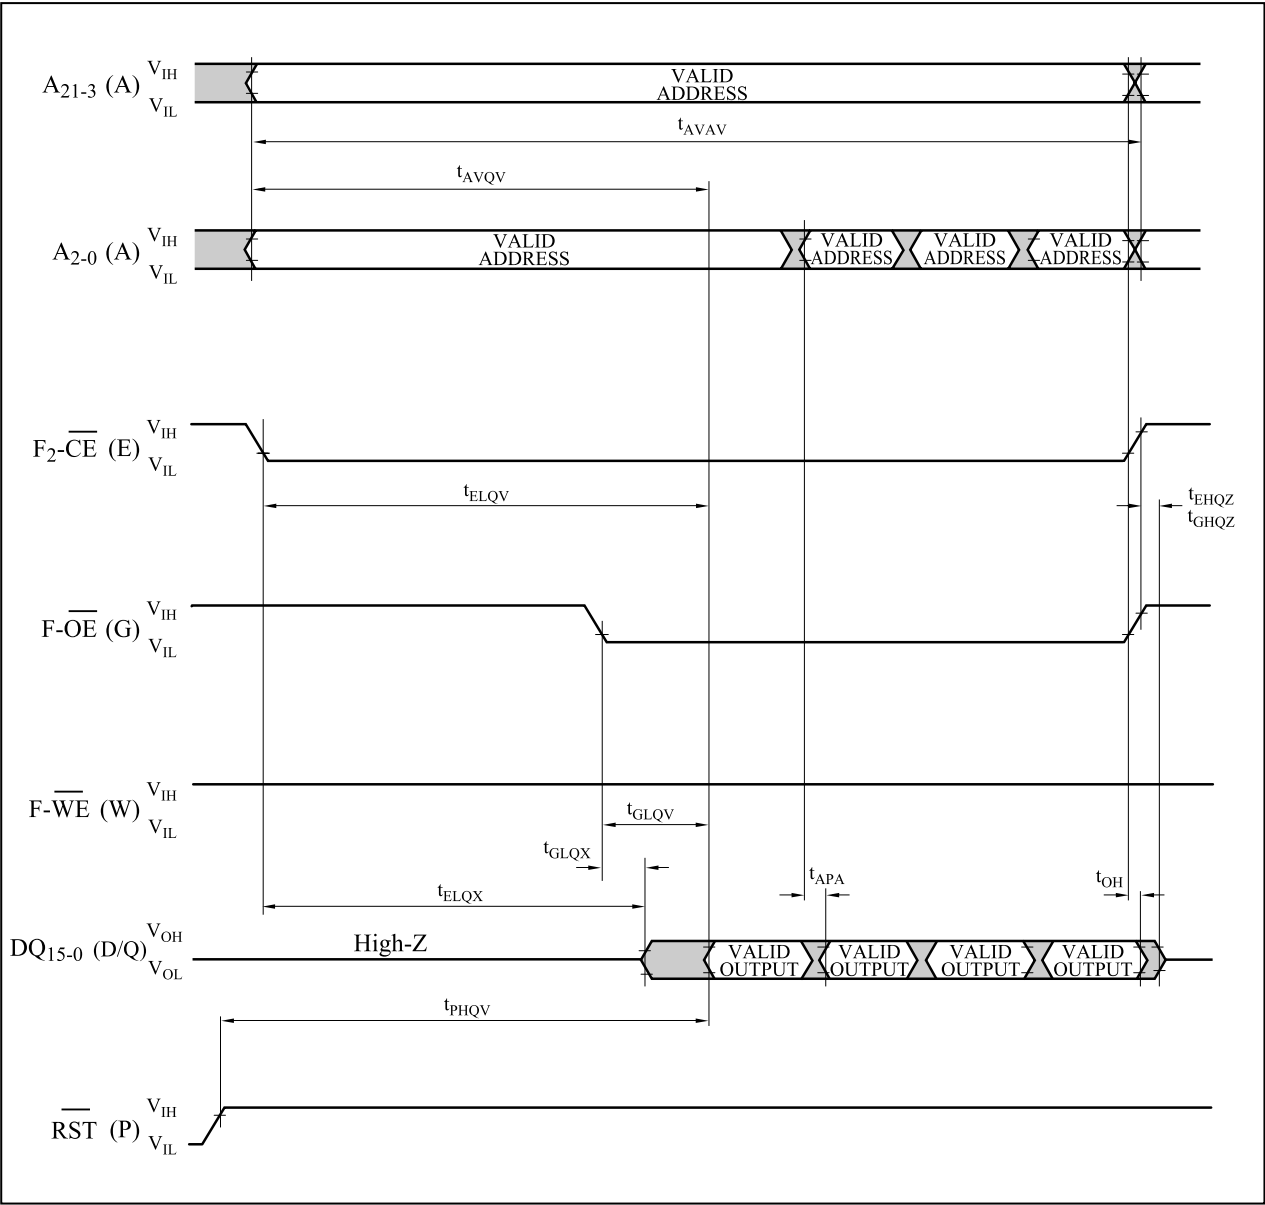 A21-3 (A) VIH VIL VALID
ADDRESS
tAVAV
tAVQV
A2-0 (A) VIH VIL VALID
ADDRESS
VALID
ADDRESS
VALID
ADDRESS
VALID
ADDRESS
F2-CE (E) VIH VIL
tELQV
tEHQZ
tGHQZ
F-OE (G) VIH VIL
F-WE (W) VIH VIL
tGLQV
tGLQX
tAPA
tOH
tELQX
DQ15-0 (D/Q) VOH VOL High-Z
VALID
OUTPUT
VALID
OUTPUT
VALID
OUTPUT
VALID
OUTPUT
tPHQV
RST (P) VIH VIL